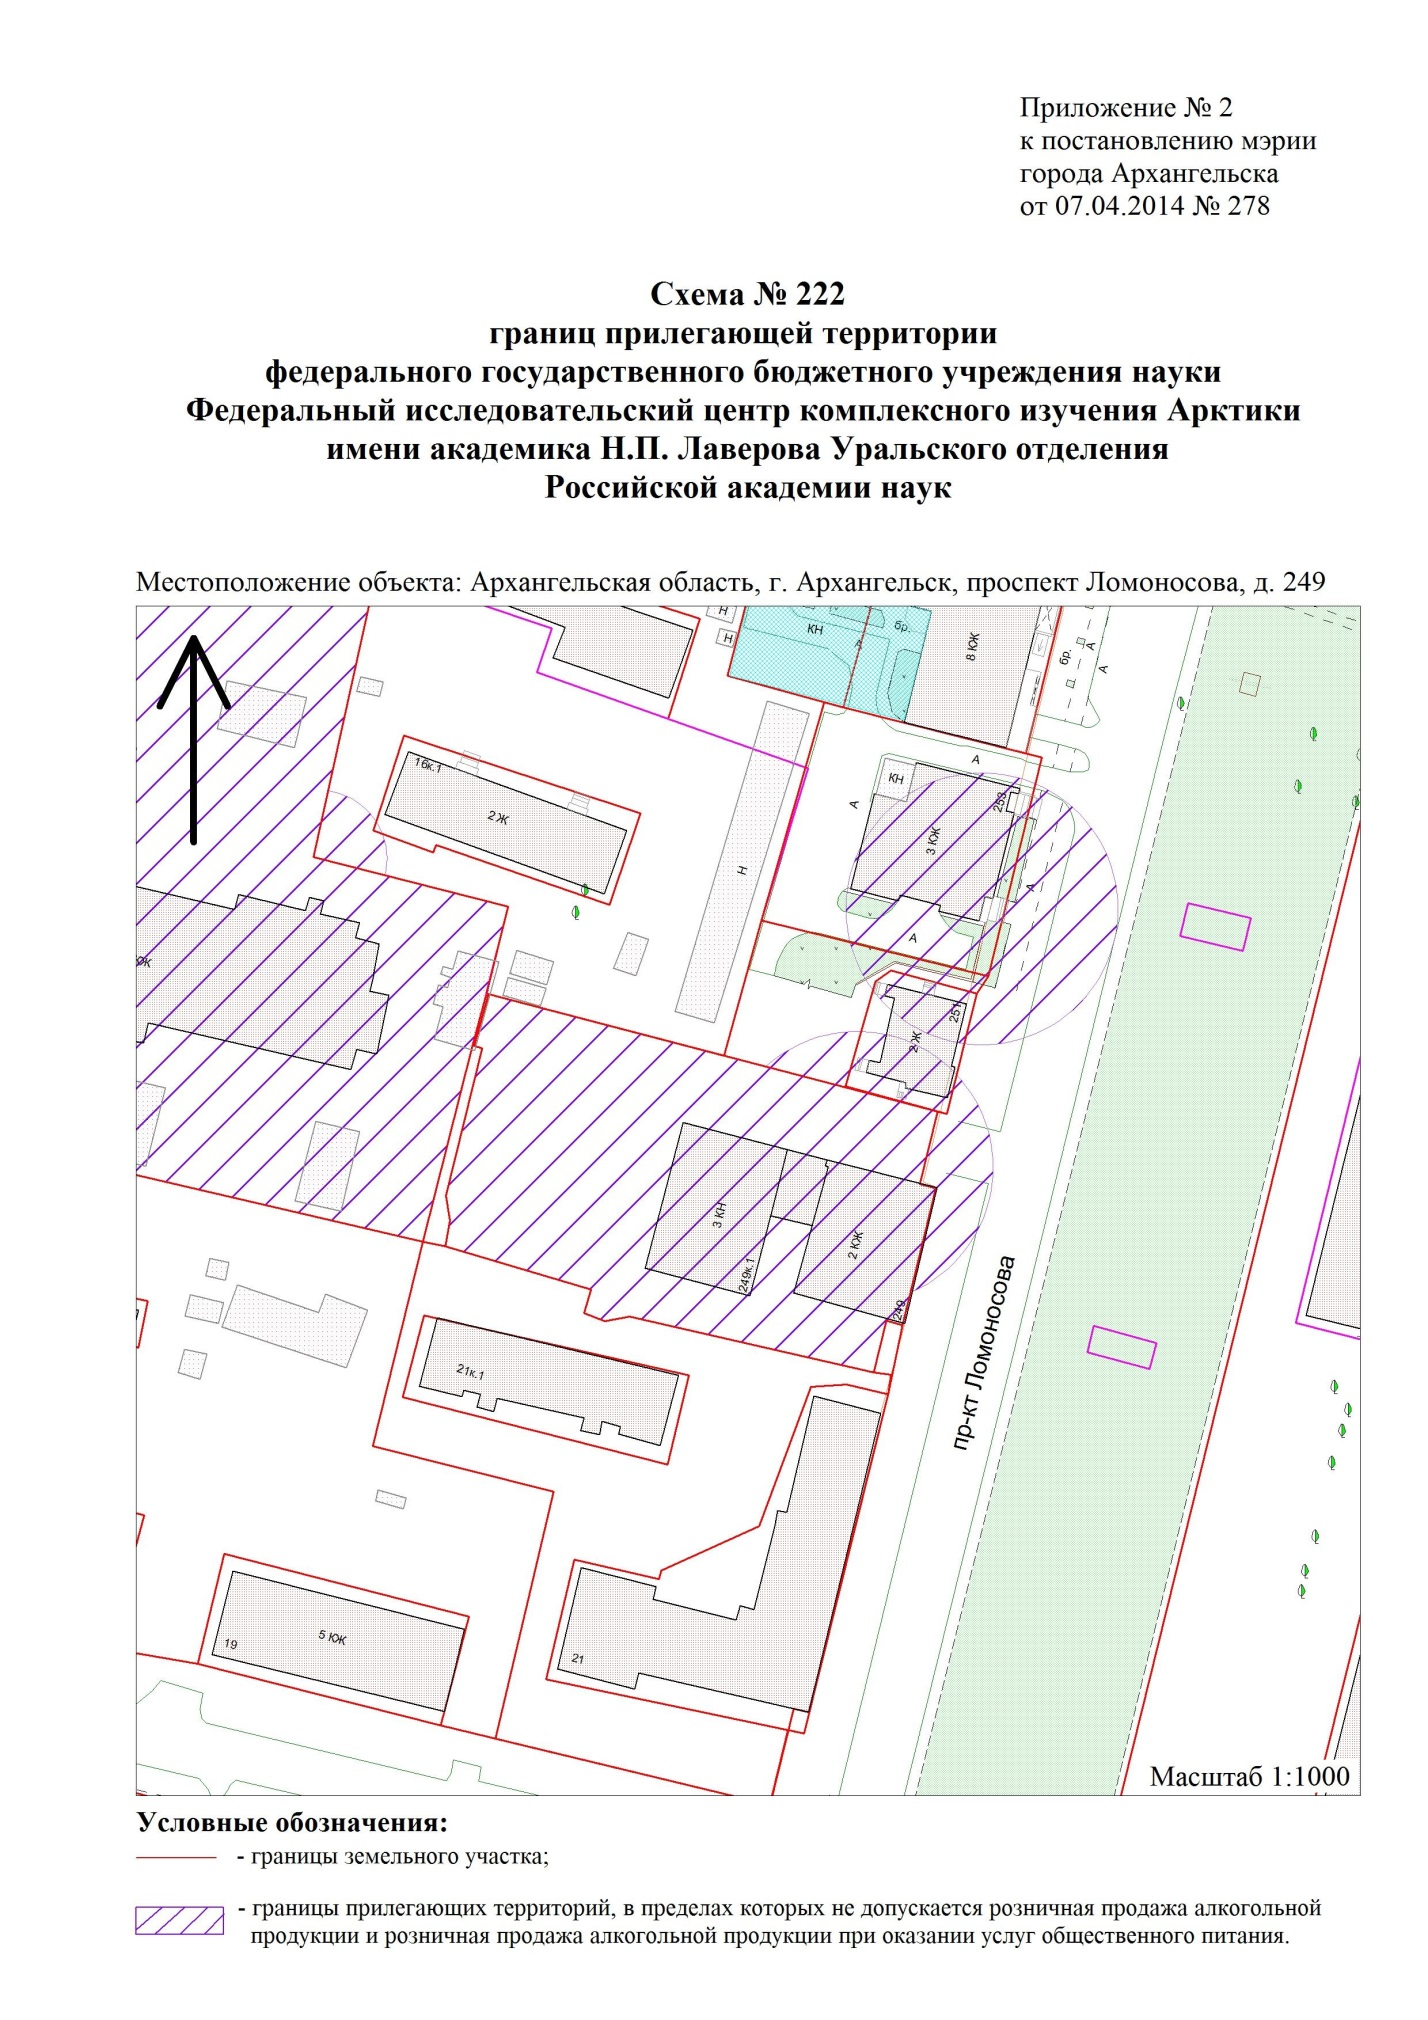 Приложение № 2
к постановлению мэрии
города Архангельска
от 07.04.2014 № 278
Схема № 222
границ прилегающей территории
федерального государственного бюджетного учреждения науки
Федеральный исследовательский центр комплексного изучения Арктики
имени академика Н.П. Лаверова Уральского отделения
Российской академии наук
Местоположение объекта: Архангельская область, г. Архангельск, проспект Ломоносова, д. 249
Н
Н
КН
бр.
8 КЖ
бр.
А
А
А
16к.1
2 Ж
Н
КН
А
253
3 КЖ
А
А
251
2 Ж
3 КН
249к.1
2 КЖ
249
пр-кт Ломоносова
21к.1
19
5 КЖ
21
Масштаб 1:1000
Условные обозначения:
- границы земельного участка;
- границы прилегающих территорий, в пределах которых не допускается розничная продажа алкогольной
продукции и розничная продажа алкогольной продукции при оказании услуг общественного питания.